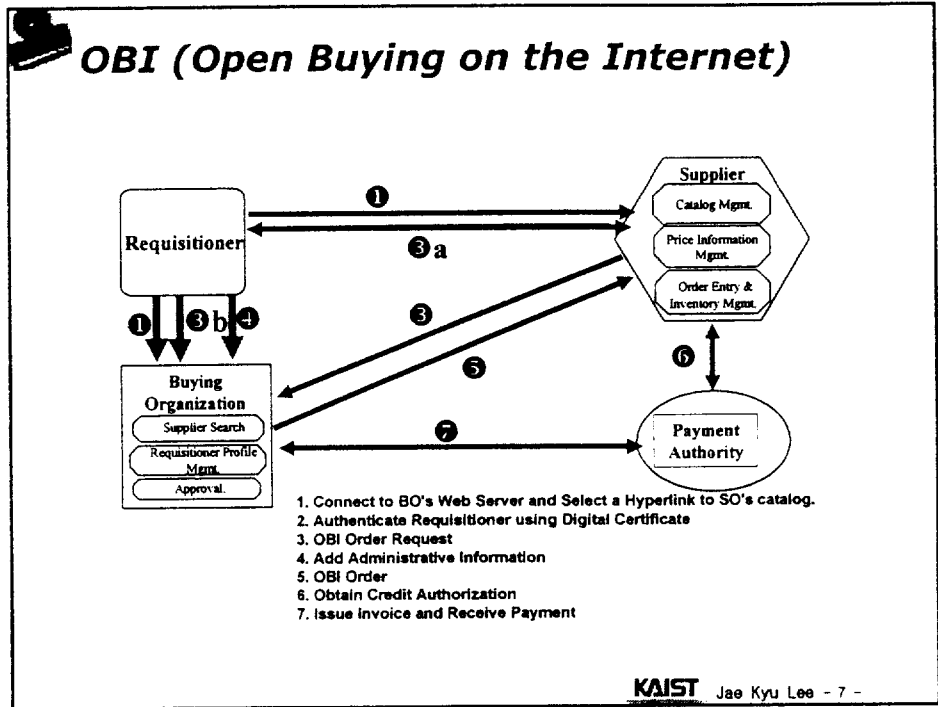 OBI (Open Buying on the Internet)
Requisitioner
❶
❸a
Supplier
Catalog Mgmt.
Price Information
Mgmt.
Order Entry &
Inventory Mgmt.
❶ ❸b ❹
❸
❺
❻
Buying
Organization
Supplier Search
Requisitioner Profile
Mgmt.
Approval.
❼
Payment
Authority
1. Connect to BO's Web Server and Select a Hyperlink to SO's catalog.
2. Authenticate Requisitioner using Digital Certificate
3. OBI Order Request
4. Add Administrative Information
5. OBI Order
6. Obtain Credit Authorization
7. Issue Invoice and Receive Payment
KAIST Jae Kyu Lee - 7 -